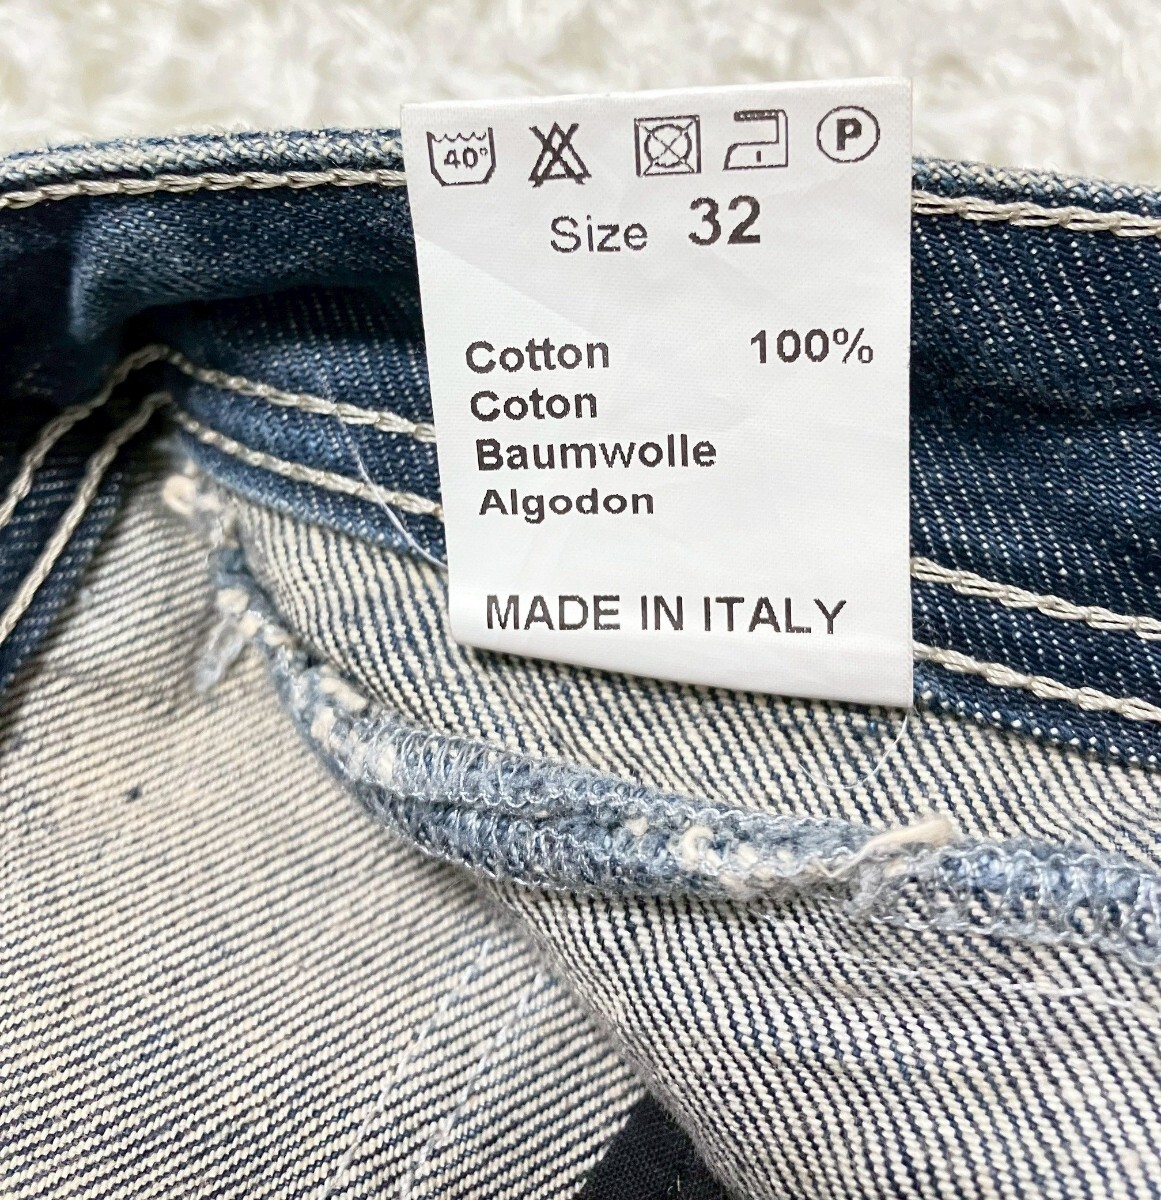 40° P
Size 32
Cotton 100%
Coton
Baumwolle
Algodon
MADE IN ITALY